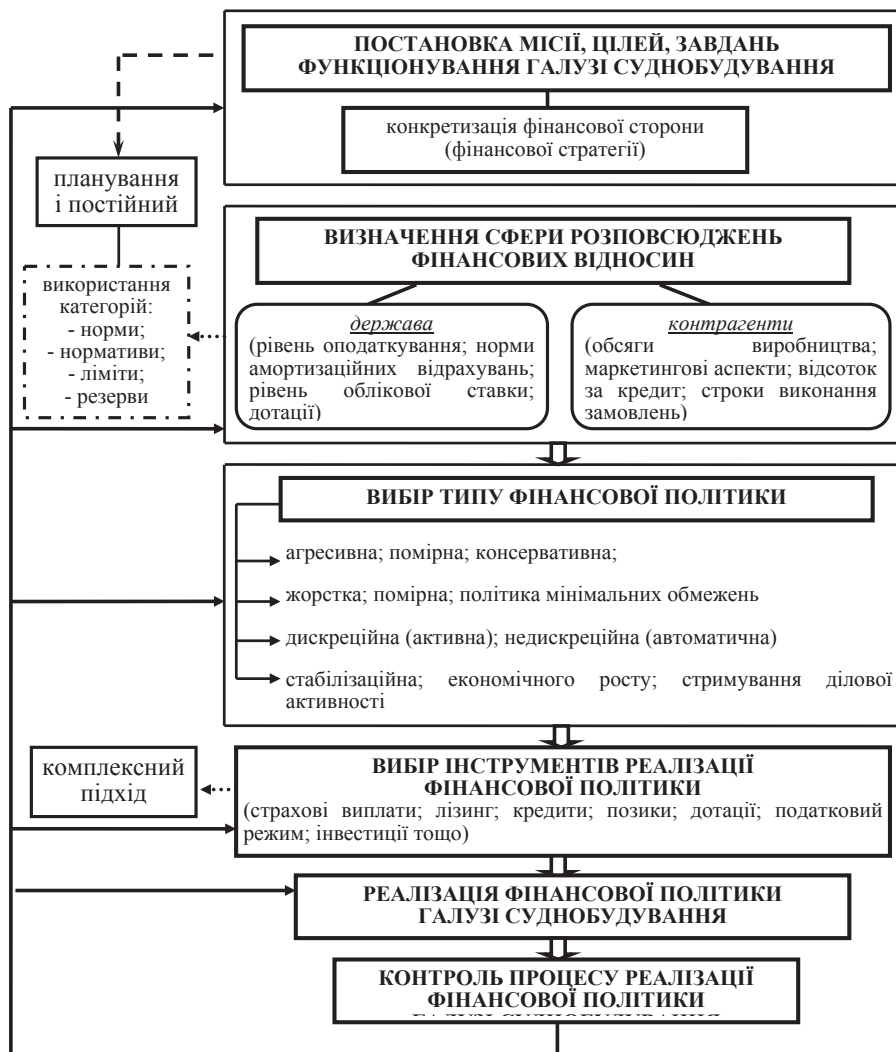 ПОСТАНОВКА МІСІЇ, ЦІЛЕЙ, ЗАВДАНЬ
ФУНКЦІОНУВАННЯ ГАЛУЗІ СУДНОБУДУВАННЯ
конкретизація фінансової сторони
(фінансової стратегії)
планування
і постійний
ВИЗНАЧЕННЯ СФЕРИ РОЗПОВСЮДЖЕНЬ
ФІНАНСОВИХ ВІДНОСИН
використання
категорій:
- норми;
- нормативи;
- ліміти;
- резерви
держава
(рівень оподаткування; норми
амортизаційних відрахувань;
рівень облікової ставки;
дотації)
контрагенти
(обсяги виробництва;
маркетингові аспекти; відсоток
за кредит; строки виконання
замовлень)
ВИБІР ТИПУ ФІНАНСОВОЇ ПОЛІТИКИ
агресивна; помірна; консервативна;
жорстка; помірна; політика мінімальних обмежень
дискреційна (активна); недискреційна (автоматична)
стабілізаційна; економічного росту; стримування ділової
активності
комплексний
підхід
ВИБІР ІНСТРУМЕНТІВ РЕАЛІЗАЦІЇ
ФІНАНСОВОЇ ПОЛІТИКИ
(страхові виплати; лізинг; кредити; позики; дотації; податковий
режим; інвестиції тощо)
РЕАЛІЗАЦІЯ ФІНАНСОВОЇ ПОЛІТИКИ
ГАЛУЗІ СУДНОБУДУВАННЯ
КОНТРОЛЬ ПРОЦЕСУ РЕАЛІЗАЦІЇ
ФІНАНСОВОЇ ПОЛІТИКИ
ГАЛУЗІ СУДНОБУДУВАННЯ